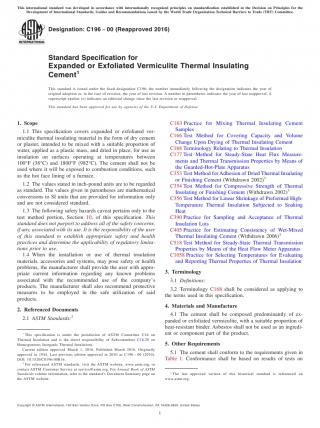 This international standard was developed in accordance with internationally recognized principles on standardization established in the Decision on Principles for the
Development of International Standards, Guides and Recommendations issued by the World Trade Organization Technical Barriers to Trade (TBT) Committee.
Designation: C196 − 00 (Reapproved 2016)
Standard Specification for
Expanded or Exfoliated Vermiculite Thermal Insulating
Cement¹
This standard is issued under the fixed designation C196; the number immediately following the designation indicates the year of
original adoption or, in the case of revision, the year of last revision. A number in parentheses indicates the year of last reapproval. A
superscript epsilon (ε) indicates an editorial change since the last revision or reapproval.
This standard has been approved for use by agencies of the U.S. Department of Defense.
1. Scope
1.1 This specification covers expanded or exfoliated ver-
miculite thermal insulating material in the form of dry cement
or plaster, intended to be mixed with a suitable proportion of
water, applied as a plastic mass, and dried in place, for use as
insulation on surfaces operating at temperatures between
100°F (38°C) and 1800°F (982°C). The cement shall not be
used where it will be exposed to combustion conditions, such
as the hot face lining of a furnace.
1.2 The values stated in inch-pound units are to be regarded
as standard. The values given in parentheses are mathematical
conversions to SI units that are provided for information only
and are not considered standard.
1.3 The following safety hazards caveat pertains only to the
test method portion, Section 10, of this specification. This
standard does not purport to address all of the safety concerns,
if any, associated with its use. It is the responsibility of the user
of this standard to establish appropriate safety and health
practices and determine the applicability of regulatory limita-
tions prior to use.
1.4 When the installation or use of thermal insulation
materials, accessories and systems, may pose safety or health
problems, the manufacturer shall provide the user with appro-
priate current information regarding any known problems
associated with the recommended use of the company's
products. The manufacturer shall also recommend protective
measures to be employed in the safe utilization of said
products.
2. Referenced Documents
2.1 ASTM Standards:²
¹ This specification is under the jurisdiction of ASTM Committee C16 on
Thermal Insulation and is the direct responsibility of Subcommittee C16.20 on
Homogeneous Inorganic Thermal Insulations.
Current edition approved March 1, 2016. Published March 2016. Originally
approved in 1944. Last previous edition approved in 2010 as C196 – 00 (2010).
DOI: 10.1520/C0196-00R16.
² For referenced ASTM standards, visit the ASTM website, www.astm.org, or
contact ASTM Customer Service at service@astm.org. For Annual Book of ASTM
Standards volume information, refer to the standard's Document Summary page on
the ASTM website.
C163 Practice for Mixing Thermal Insulating Cement
Samples
C166 Test Method for Covering Capacity and Volume
Change Upon Drying of Thermal Insulating Cement
C168 Terminology Relating to Thermal Insulation
C177 Test Method for Steady-State Heat Flux Measure-
ments and Thermal Transmission Properties by Means of
the Guarded-Hot-Plate Apparatus
C353 Test Method for Adhesion of Dried Thermal Insulating
or Finishing Cement (Withdrawn 2002)³
C354 Test Method for Compressive Strength of Thermal
Insulating or Finishing Cement (Withdrawn 2002)³
C356 Test Method for Linear Shrinkage of Preformed High-
Temperature Thermal Insulation Subjected to Soaking
Heat
C390 Practice for Sampling and Acceptance of Thermal
Insulation Lots
C405 Practice for Estimating Consistency of Wet-Mixed
Thermal Insulating Cement (Withdrawn 2006)³
C518 Test Method for Steady-State Thermal Transmission
Properties by Means of the Heat Flow Meter Apparatus
C1058 Practice for Selecting Temperatures for Evaluating
and Reporting Thermal Properties of Thermal Insulation
3. Terminology
3.1 Definitions:
3.2 Terminology C168 shall be considered as applying to
the terms used in this specification.
4. Materials and Manufacture
4.1 The cement shall be composed predominantly of ex-
panded or exfoliated vermiculite, with a suitable proportion of
heat-resistant binder. Asbestos shall not be used as an ingredi-
ent or component part of the product.
5. Other Requirements
5.1 The cement shall conform to the requirements given in
Table 1. Conformance shall be based on results of tests on
³ The last approved version of this historical standard is referenced on
www.astm.org.
Copyright © ASTM International, 100 Barr Harbor Drive, PO Box C700, West Conshohocken, PA 19428-2959. United States
1